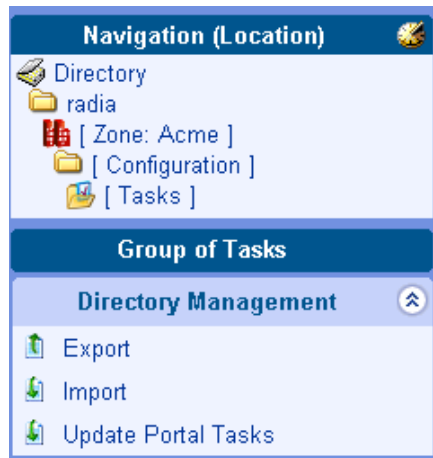 Navigation (Location)
Directory
radia
[ Zone: Acme ]
[ Configuration ]
[ Tasks ]
Group of Tasks
Directory Management
Export
Import
Update Portal Tasks